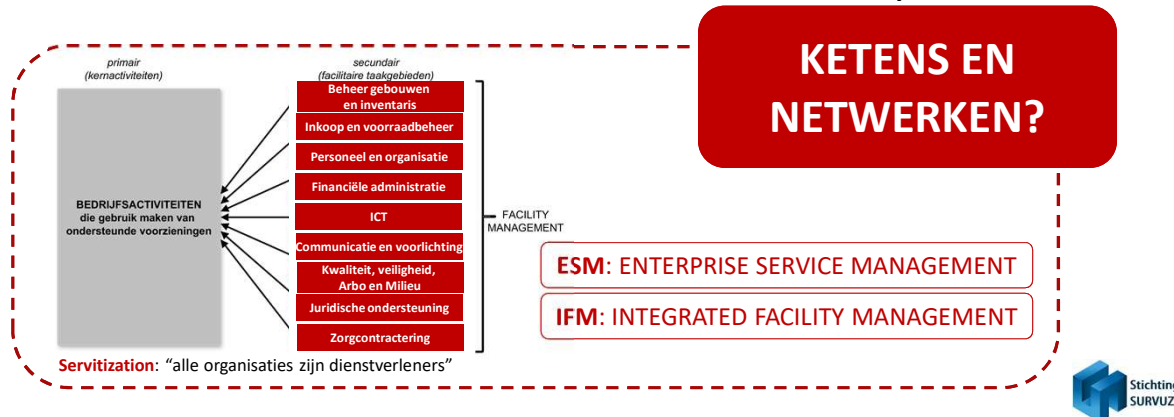 KETENS EN
NETWERKEN?
primair
(kernactiviteiten)
secundair
(facilitaire taakgebieden)
Beheer gebouwen
en inventaris
Inkoop en voorraadbeheer
Personeel en organisatie
Financiële administratie
ICT
Communicatie en voorlichting
Kwaliteit, veiligheid,
Arbo en Milieu
Juridische ondersteuning
Zorgcontractering
BEDRIJFSACTIVITEITEN
die gebruik maken van
ondersteunde voorzieningen
FACILITY
MANAGEMENT
ESM: ENTERPRISE SERVICE MANAGEMENT
IFM: INTEGRATED FACILITY MANAGEMENT
Servitization: “alle organisaties zijn dienstverleners”
Stichting
SURVUZ